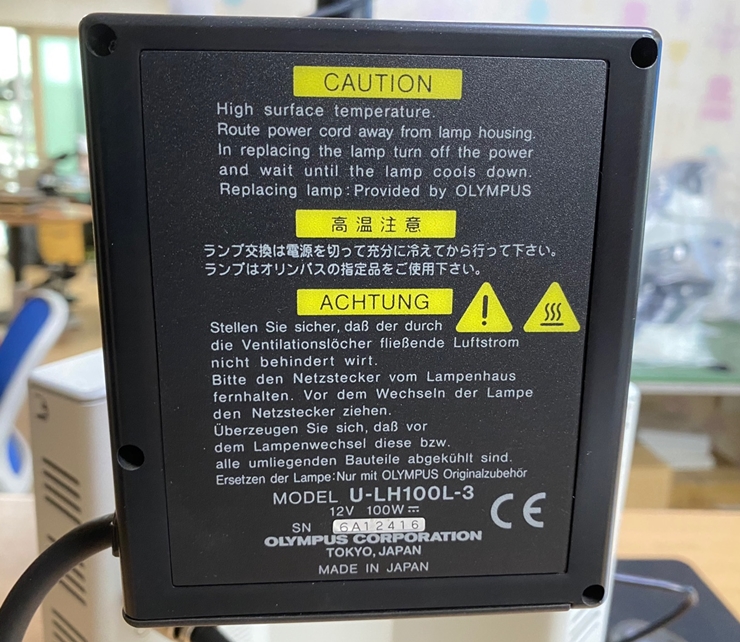 CAUTION
High surface temperature.
Route power cord away from lamp housing.
In replacing the lamp turn off the power
and wait until the lamp cools down.
Replacing lamp:Provided by OLYMPUS
高温注意
ランプ交換は電源を切って充分に冷えてから行って下さい。
ランプはオリンパスの指定品をご使用下さい。
ACHTUNG
Stellen Sie sicher, daß der durch
die Ventilationslöcher fließende Luftstrom
nicht behindert wirt.
Bitte den Netzstecker vom Lampenhaus
fernhalten. Vor dem Wechseln der Lampe
den Netzstecker ziehen.
Überzeugen Sie sich, daß vor
dem Lampenwechsel diese bzw.
alle umliegenden Bauteile abgekühlt sind.
Ersetzen der Lampe:Nur mit OLYMPUS Originalzubehör
MODEL U-LH100L-3
12V 100W
SN 6A12416
CE
OLYMPUS CORPORATION
TOKYO, JAPAN
MADE IN JAPAN